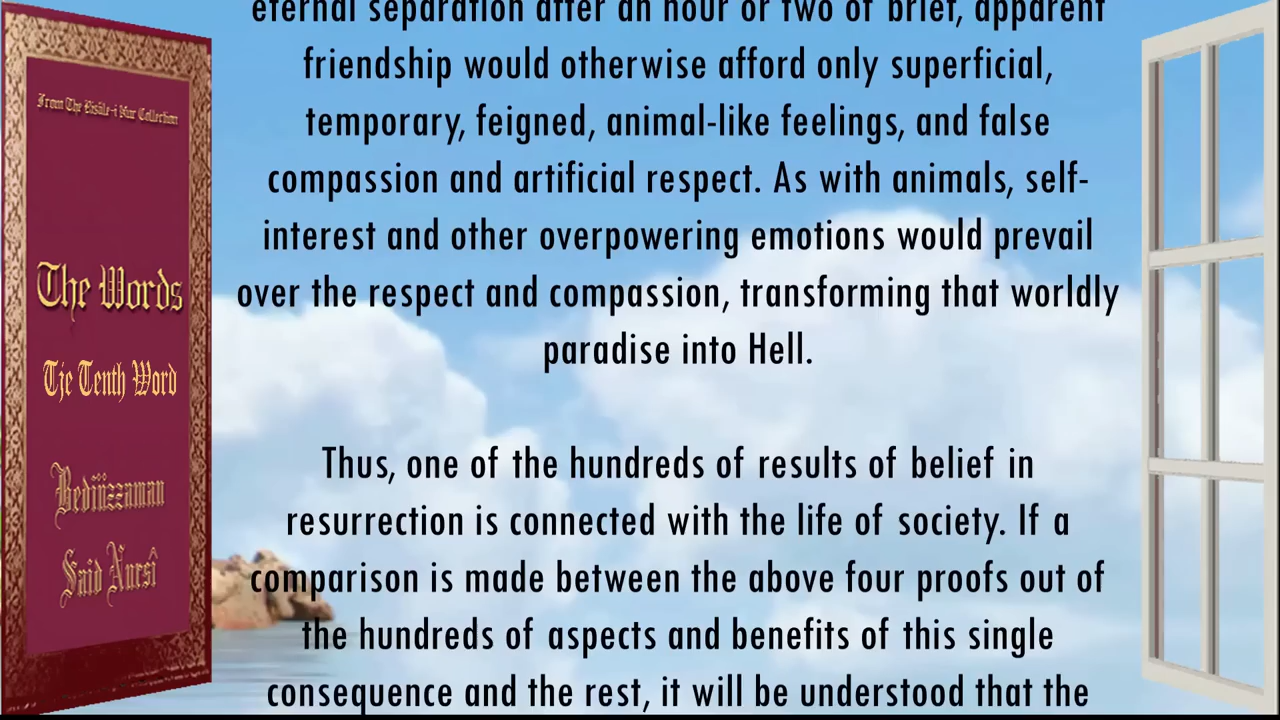 From The Risâle-i Nur Collection
The Words
Tje Tenth Word
Bediüzzaman
Said Nursî
eternal separation after an hour or two of brief, apparent
friendship would otherwise afford only superficial,
temporary, feigned, animal-like feelings, and false
compassion and artificial respect. As with animals, self-
interest and other overpowering emotions would prevail
over the respect and compassion, transforming that worldly
paradise into Hell.
Thus, one of the hundreds of results of belief in
resurrection is connected with the life of society. If a
comparison is made between the above four proofs out of
the hundreds of aspects and benefits of this single
consequence and the rest, it will be understood that the